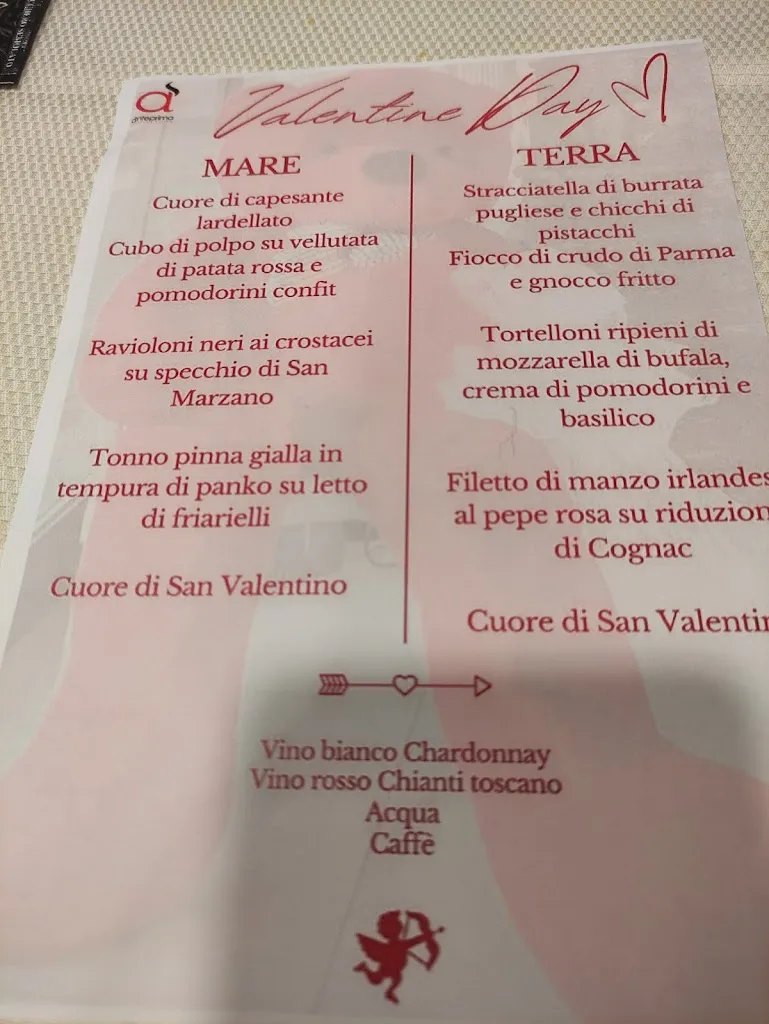 anteprima
Valentine Day
MARE
Cuore di capesante
lardellato
Cubo di polpo su vellutata
di patata rossa e
pomodorini confit
Ravioloni neri ai crostacei
su specchio di San
Marzano
Tonno pinna gialla in
tempura di panko su letto
di friarielli
Cuore di San Valentino
TERRA
Stracciatella di burrata
pugliese e chicchi di
pistacchi
Fiocco di crudo di Parma
e gnocco fritto
Tortelloni ripieni di
mozzarella di bufala,
crema di pomodorini e
basilico
Filetto di manzo irlandes
al pepe rosa su riduzion
di Cognac
Cuore di San Valentin
Vino bianco Chardonnay
Vino rosso Chianti toscano
Acqua
Caffè